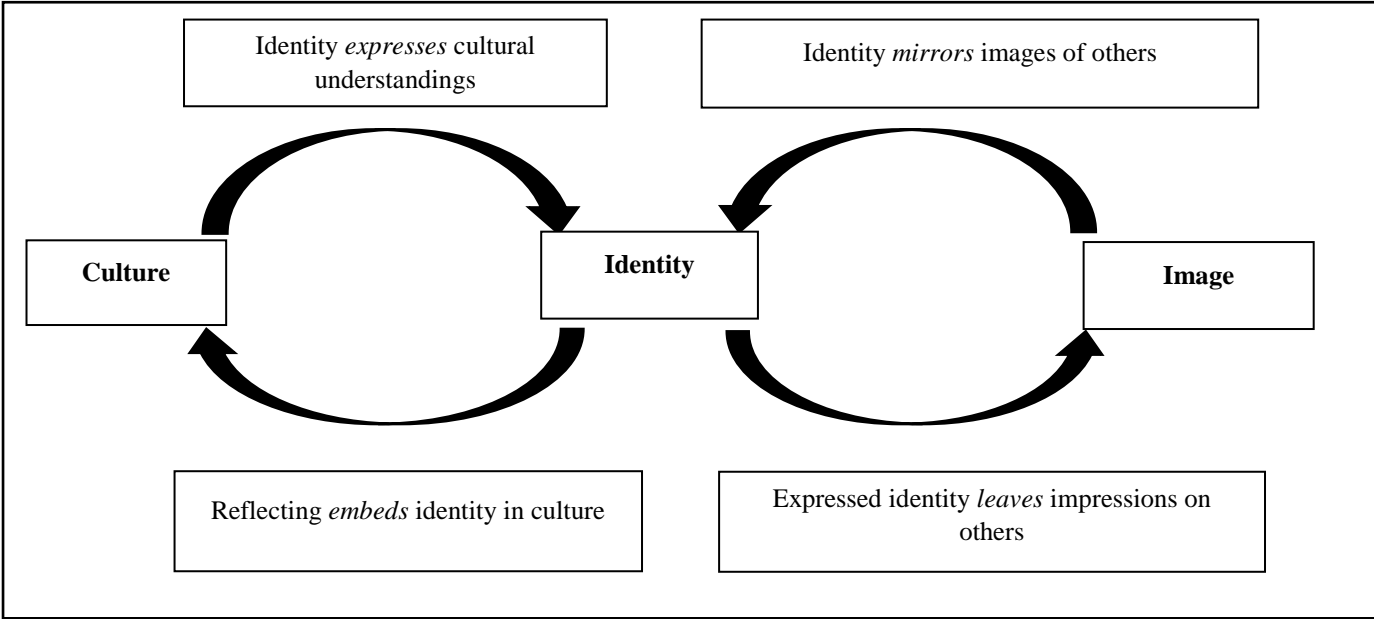 Identity expresses cultural
understandings
Identity mirrors images of others
Culture
Identity
Image
Reflecting embeds identity in culture
Expressed identity leaves impressions on
others